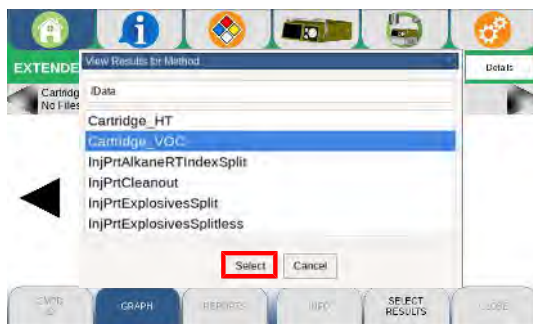 EXTENDE
View Results for Method
Details
Cartridg
No Files
/Data
Cartridge_HT
Cartridge_VOC
InjPrtAlkaneRTIndexSplit
InjPrtCleanout
InjPrtExplosivesSplit
InjPrtExplosivesSplitless
Select
Cancel
GRAPH
REPORTS
INFO
SELECT
RESULTS
CLOSE